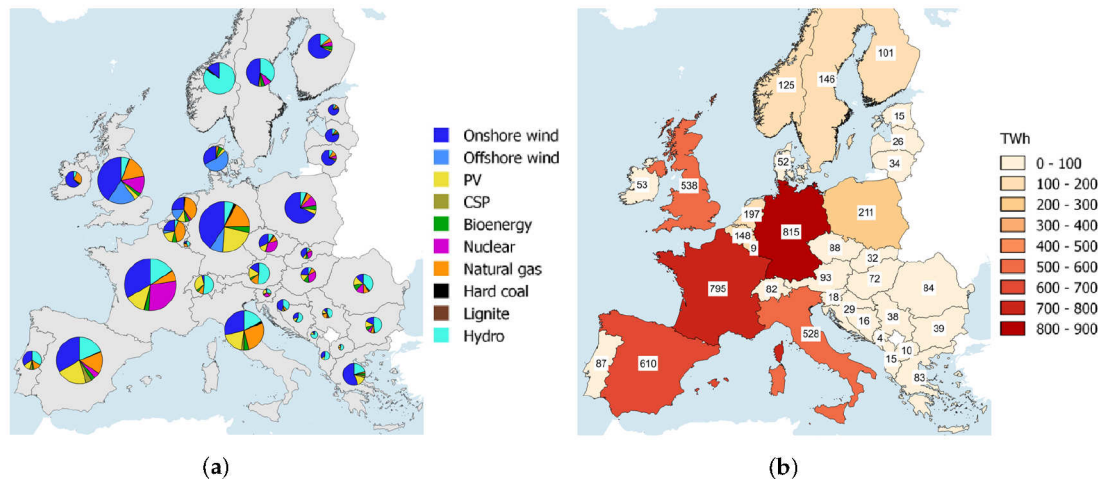 Onshore wind
Offshore wind
PV
CSP
Bioenergy
Nuclear
Natural gas
Hard coal
Lignite
Hydro
(a)
101
146
125
15
26
34
52
53
538
197
211
815
148
9
88
32
93
72
82
84
795
18
29
38
16
39
528
4
10
15
610
87
83
TWh
0 - 100
100 - 200
200 - 300
300 - 400
400 - 500
500 - 600
600 - 700
700 - 800
800 - 900
(b)